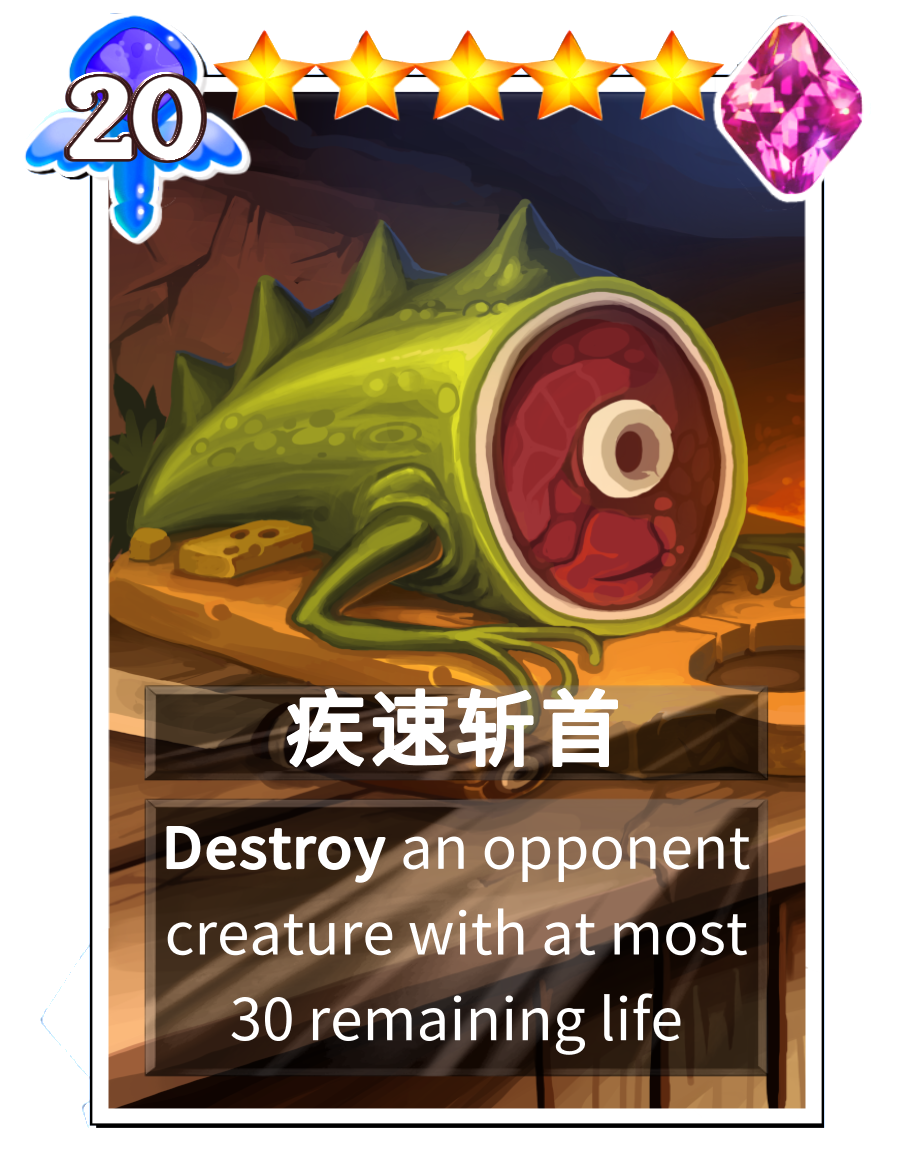 20
疾速斩首
Destroy an opponent
creature with at most
30 remaining life